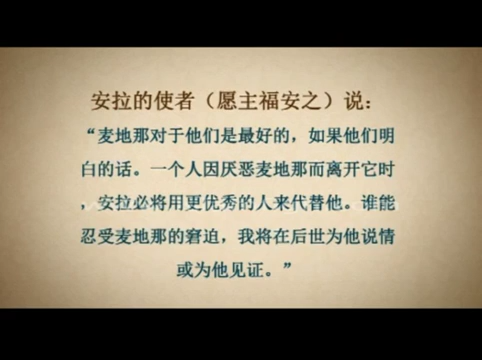 安拉的使者（愿主福安之）说：
“麦地那对于他们是最好的，如果他们明
白的话。一个人因厌恶麦地那而离开它时
，安拉必将用更优秀的人来代替他。谁能
忍受麦地那的窘迫，我将在后世为他说情
或为他见证。”